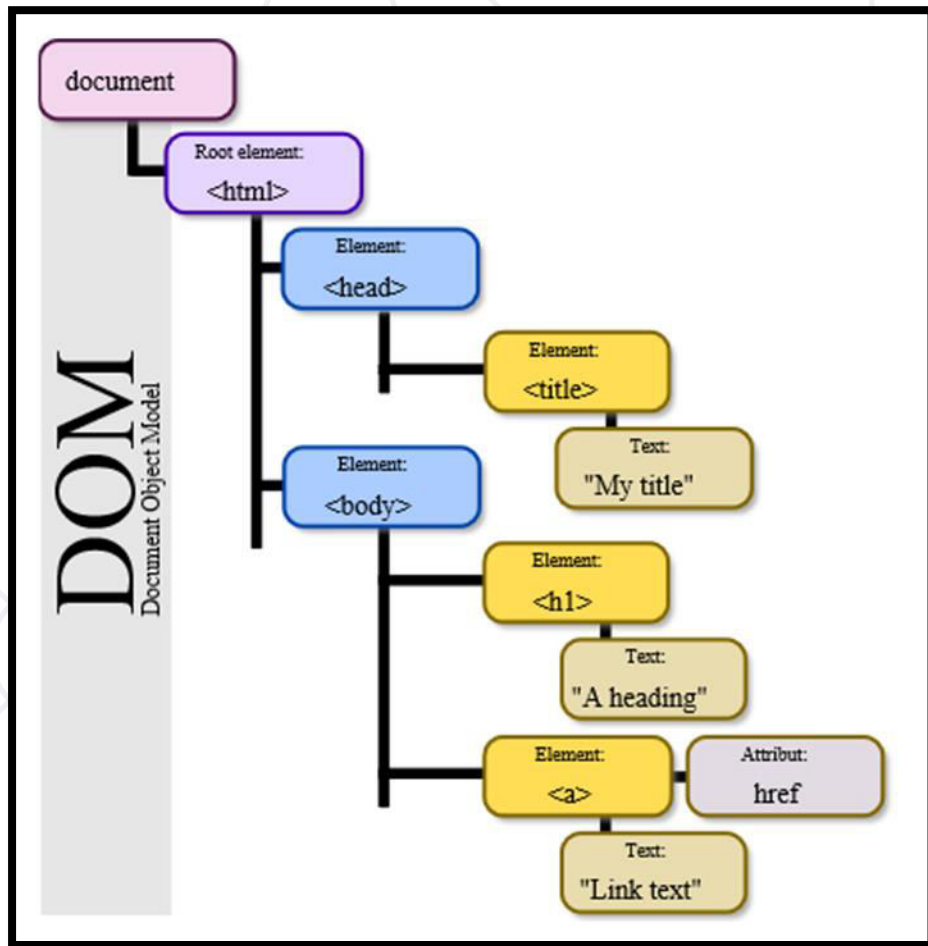 document
Root element:
<html>
Element:
<head>
Element:
<title>
Text:
"My title"
Element:
<body>
Element:
<h1>
Text:
"A heading"
Element:
<a>
Attribut:
href
Text:
"Link text"
DOM
Document Object Model